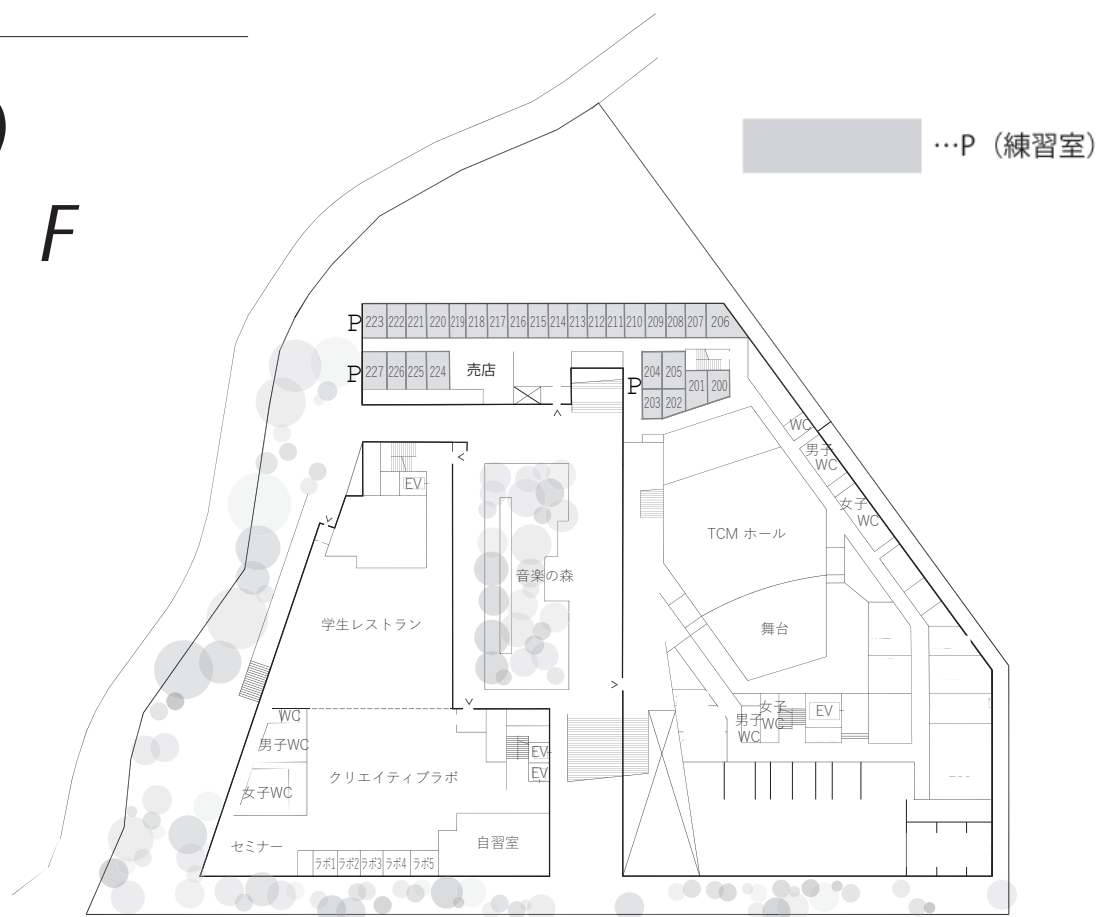 F
…P（練習室）
P 223 222 221 220 219 218 217 216 215 214 213 212 211 210 209 208 207 206
P 227 226 225 224 売店
P 204 205
203 202 201 200
WC
男子
WC
女子
WC
EV
TCM ホール
音楽の森
舞台
学生レストラン
WC
男子WC
女子WC
クリエイティブラボ
EV
EV
セミナー
ラボ1 ラボ2 ラボ3 ラボ4 ラボ5
自習室
男子
WC
女子
WC
EV